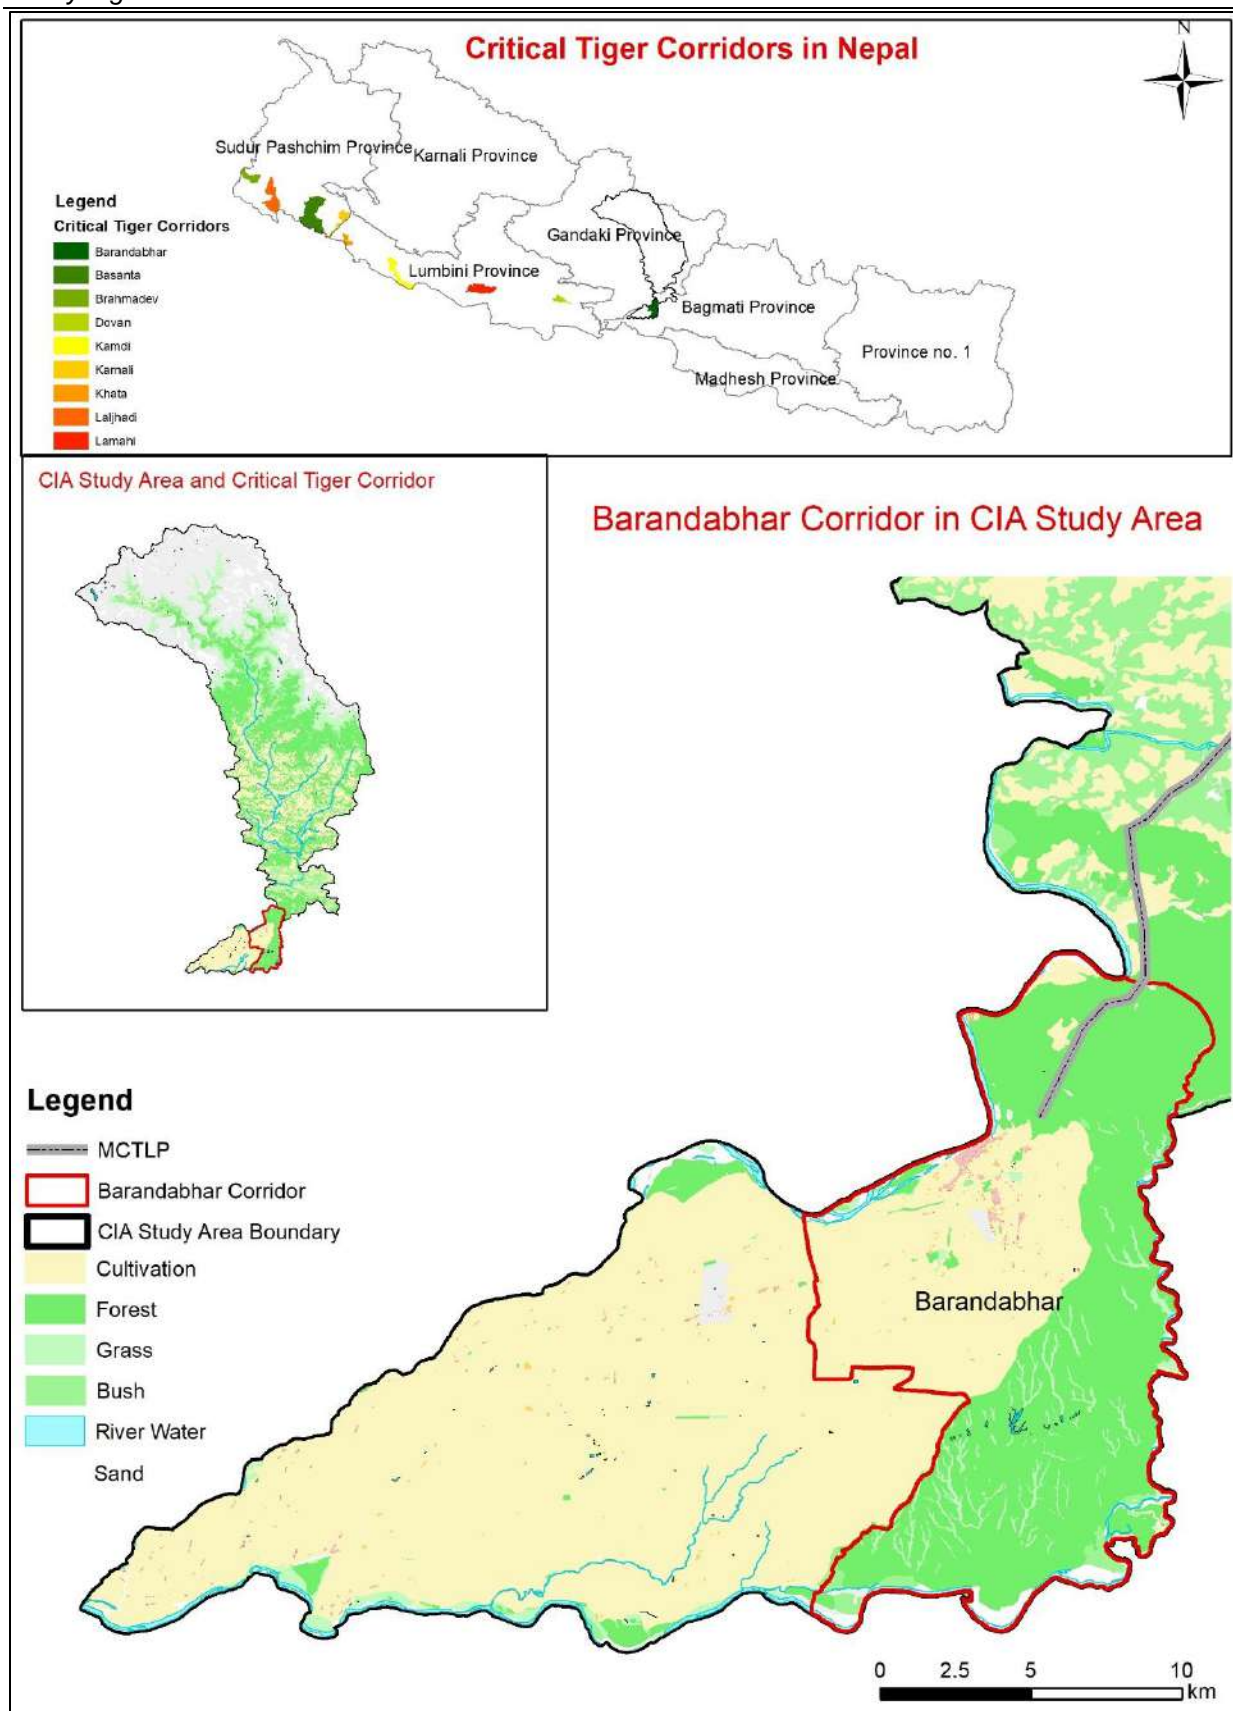 Critical Tiger Corridors in Nepal
N
Sudur Pashchim Province
Karnali Province
Gandaki Province
Lumbini Province
Bagmati Province
Province no. 1
Madhesh Province
Legend
Critical Tiger Corridors
Barandabhar
Basanta
Brahmadev
Dovan
Kamdi
Karnali
Khata
Laljhadi
Lamahi
CIA Study Area and Critical Tiger Corridor
Barandabhar Corridor in CIA Study Area
Legend
MCTLP
Barandabhar Corridor
CIA Study Area Boundary
Cultivation
Forest
Grass
Bush
River Water
Sand
Barandabhar
0 2.5 5 10
km